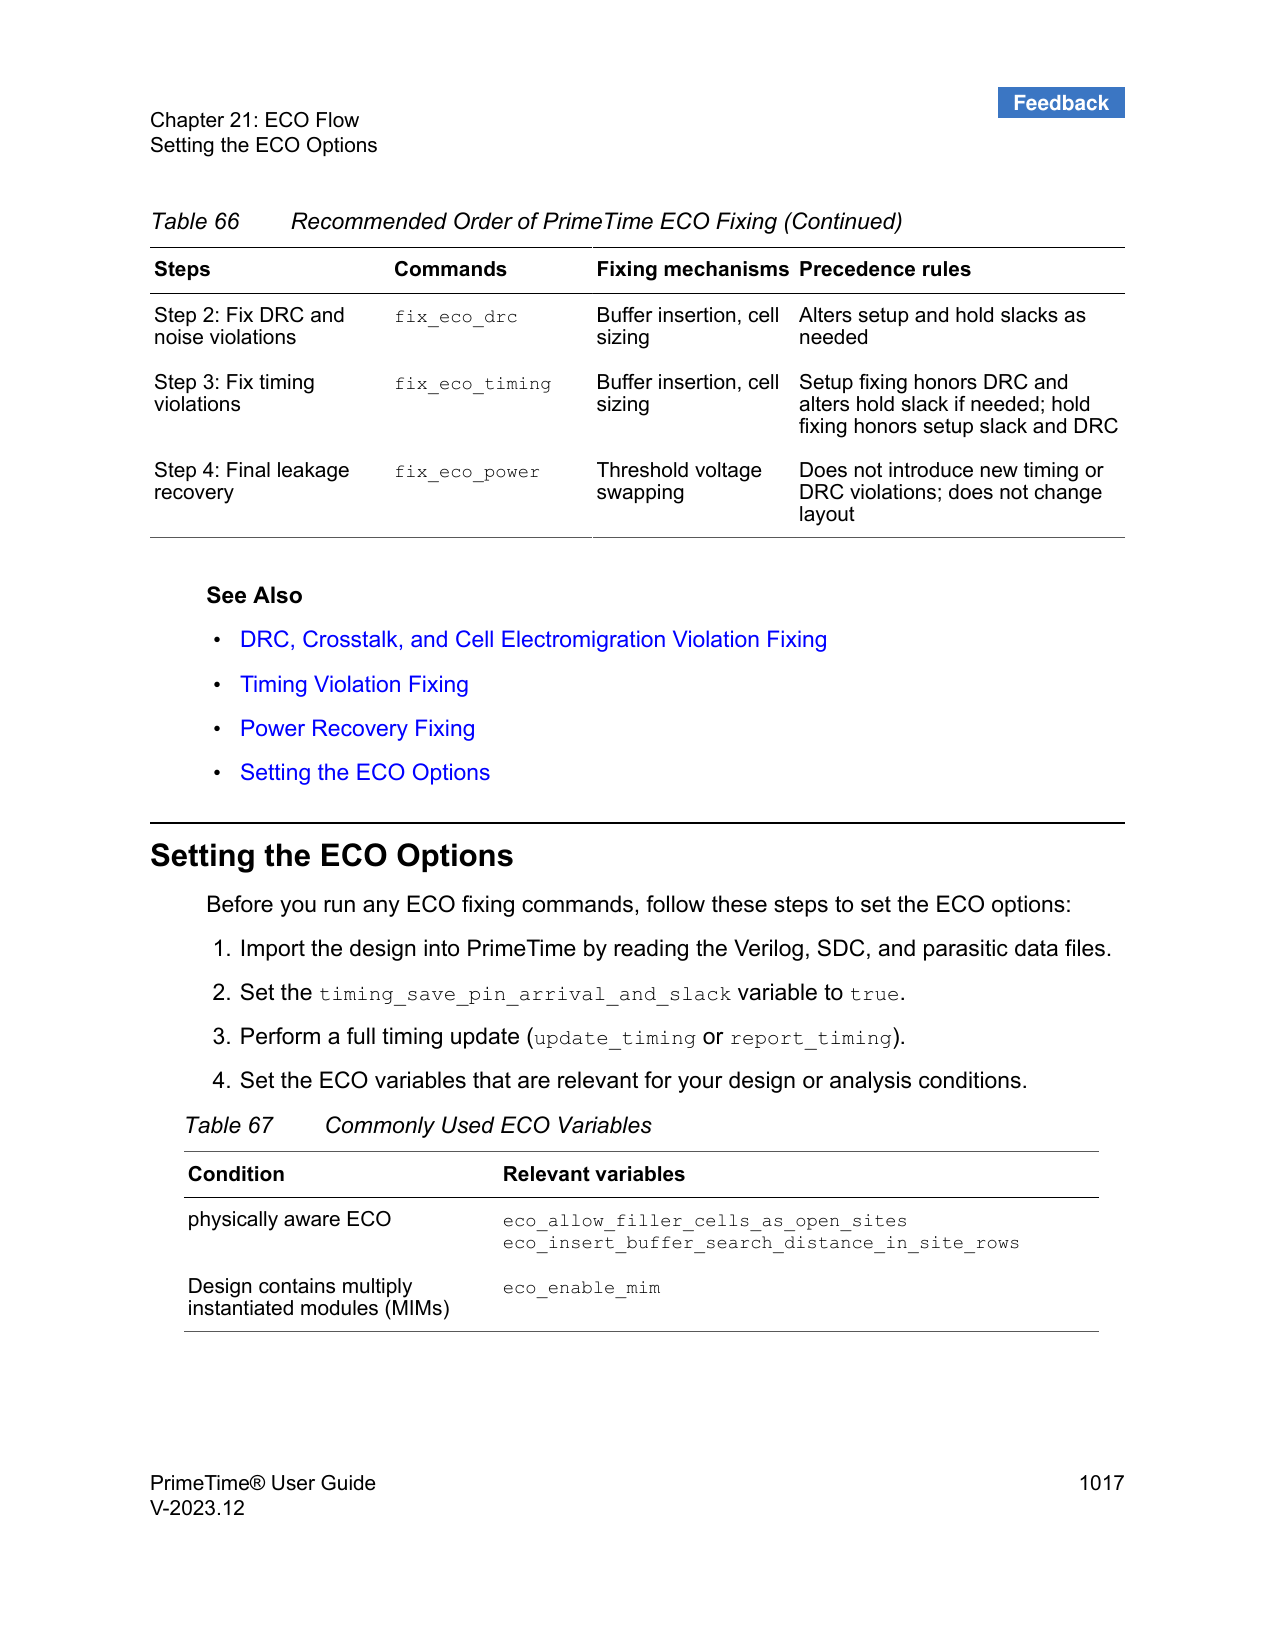 Feedback
Chapter 21: ECO Flow
Setting the ECO Options
Table 66 Recommended Order of PrimeTime ECO Fixing (Continued)
Steps Commands Fixing mechanisms Precedence rules
Step 2: Fix DRC and fix_eco_drc Buffer insertion, cell Alters setup and hold slacks as
noise violations sizing needed
Step 3: Fix timing fix_eco_timing Buffer insertion, cell Setup fixing honors DRC and
violations sizing alters hold slack if needed; hold
fixing honors setup slack and DRC
Step 4: Final leakage fix_eco_power Threshold voltage Does not introduce new timing or
recovery swapping DRC violations; does not change
layout
See Also
• DRC, Crosstalk, and Cell Electromigration Violation Fixing
• Timing Violation Fixing
• Power Recovery Fixing
• Setting the ECO Options
Setting the ECO Options
Before you run any ECO fixing commands, follow these steps to set the ECO options:
1. Import the design into PrimeTime by reading the Verilog, SDC, and parasitic data files.
2. Set the timing_save_pin_arrival_and_slack variable to true.
3. Perform a full timing update (update_timing or report_timing).
4. Set the ECO variables that are relevant for your design or analysis conditions.
Table 67 Commonly Used ECO Variables
Condition Relevant variables
physically aware ECO eco_allow_filler_cells_as_open_sites
eco_insert_buffer_search_distance_in_site_rows
Design contains multiply eco_enable_mim
instantiated modules (MIMs)
PrimeTime® User Guide 1017
V-2023.12